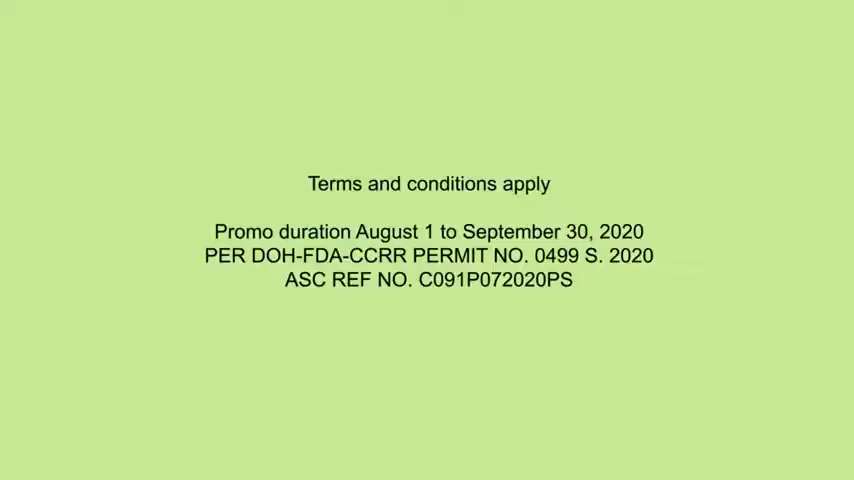 Terms and conditions apply
Promo duration August 1 to September 30, 2020
PER DOH-FDA-CCRR PERMIT NO. 0499 S. 2020
ASC REF NO. C091P072020PS